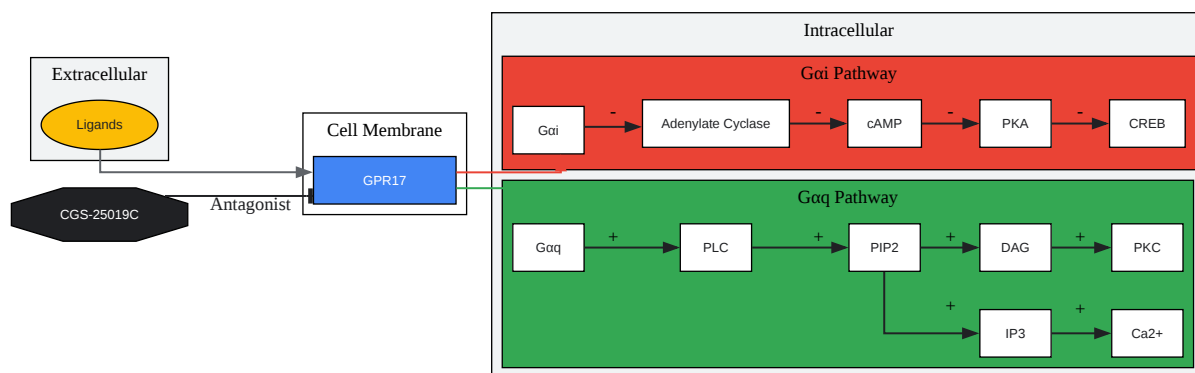 Intracellular
Extracellular
Gαi Pathway
Ligands
Cell Membrane
Gαi
-
Adenylate Cyclase
-
cAMP
-
PKA
-
CREB
GPR17
CGS-25019C
Antagonist
Gαq Pathway
Gαq
+
PLC
+
PIP2
+
DAG
+
PKC
+
IP3
+
Ca2+